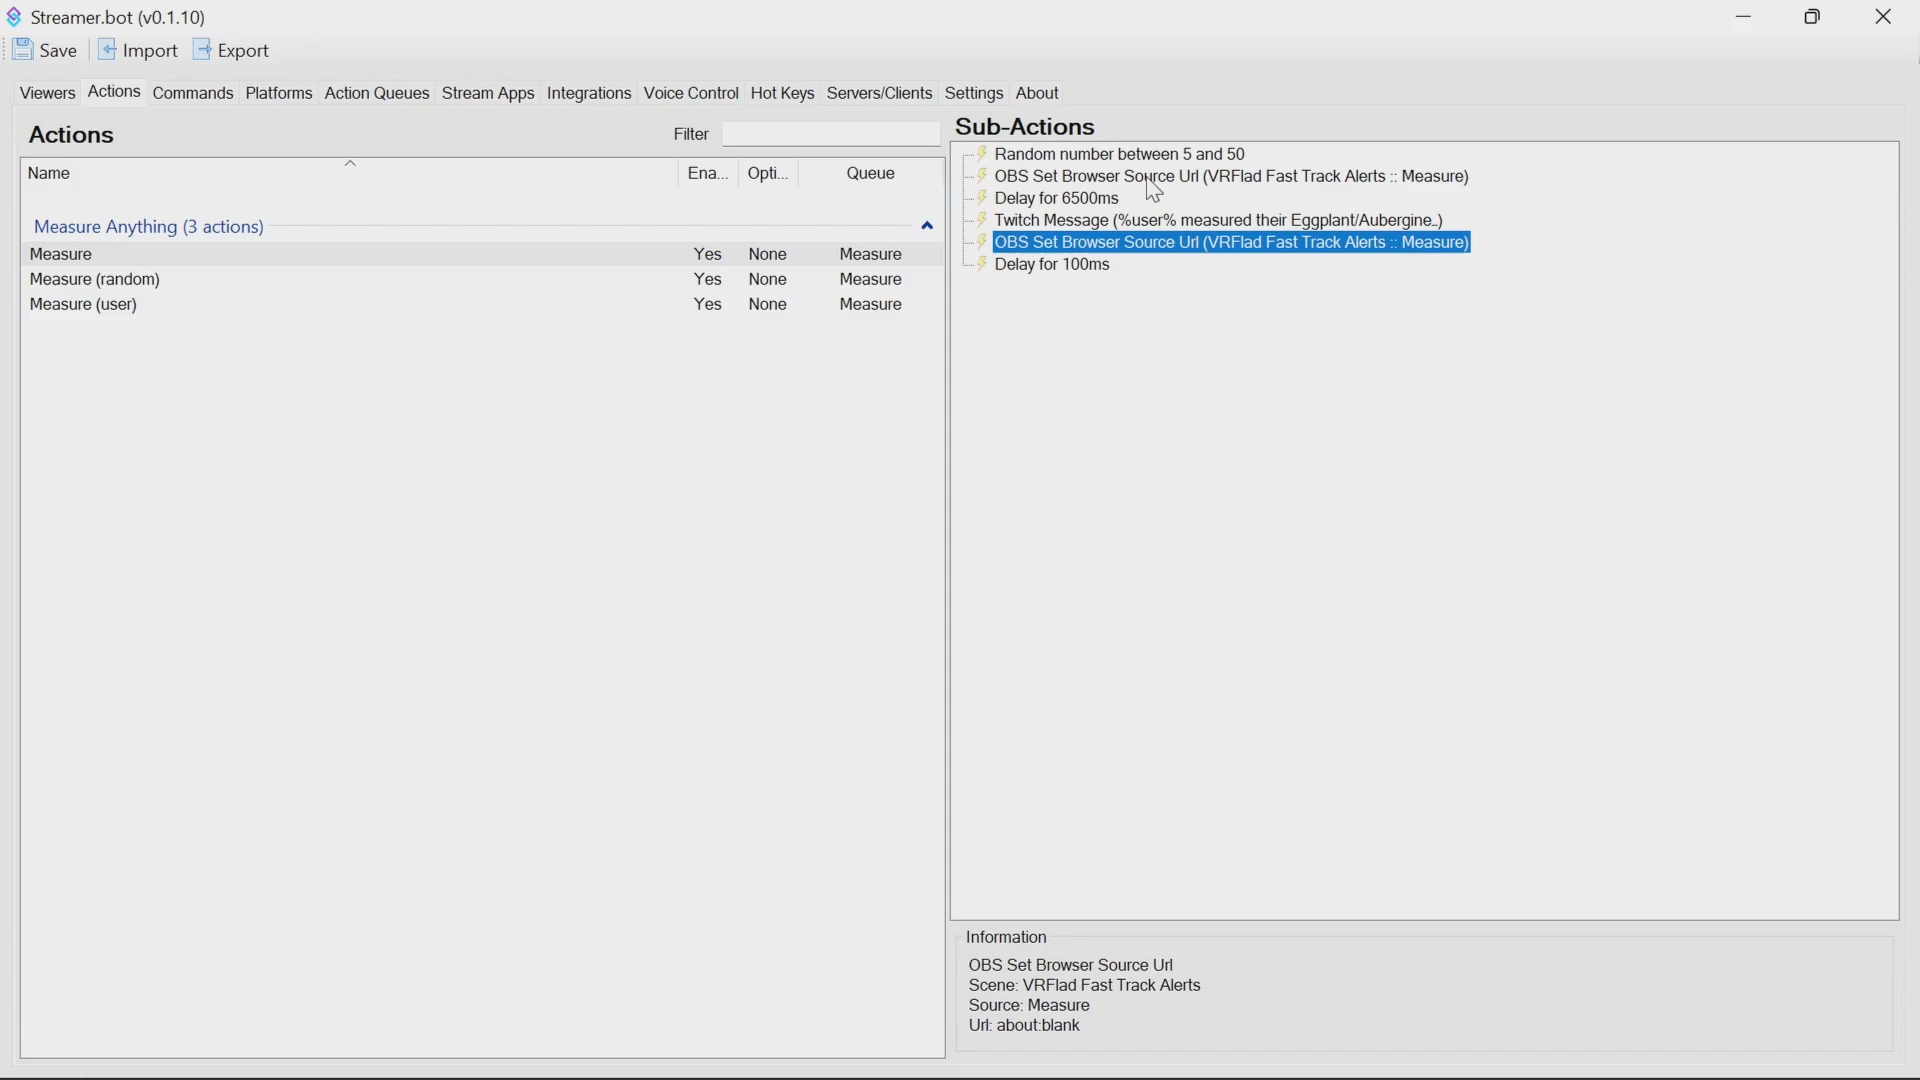 Streamer.bot (v0.1.10)
Save Import Export
Viewers Actions Commands Platforms Action Queues Stream Apps Integrations Voice Control Hot Keys Servers/Clients Settings About
Actions
Filter
Name Ena... Opti... Queue
Measure Anything (3 actions)
Measure Yes None Measure
Measure (random) Yes None Measure
Measure (user) Yes None Measure
Sub-Actions
Random number between 5 and 50
OBS Set Browser Source Url (VRFlad Fast Track Alerts :: Measure)
Delay for 6500ms
Twitch Message (%user% measured their Eggplant/Aubergine..)
OBS Set Browser Source Url (VRFlad Fast Track Alerts :: Measure)
Delay for 100ms
Information
OBS Set Browser Source Url
Scene: VRFlad Fast Track Alerts
Source: Measure
Url: about:blank